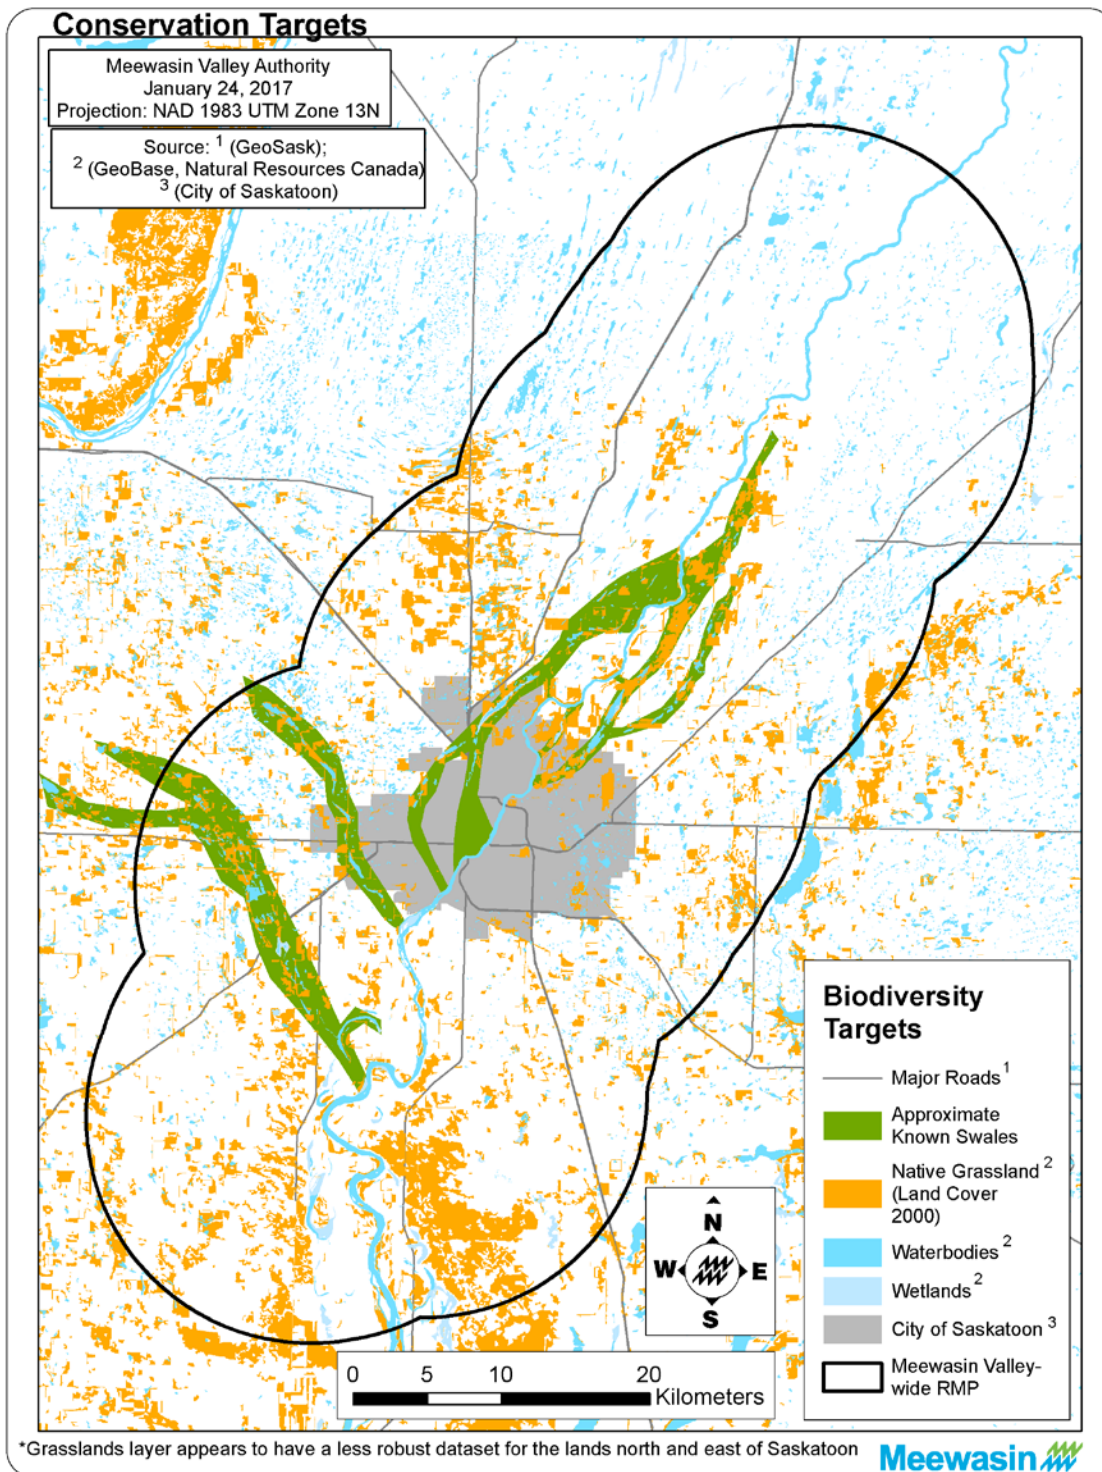 Conservation Targets
Meewasin Valley Authority
January 24, 2017
Projection: NAD 1983 UTM Zone 13N
Source: 1 (GeoSask);
2 (GeoBase, Natural Resources Canada)
3 (City of Saskatoon)
Biodiversity
Targets
Major Roads 1
Approximate
Known Swales
Native Grassland 2
(Land Cover
2000)
Waterbodies 2
Wetlands 2
City of Saskatoon 3
Meewasin Valley-
wide RMP
N
W E
S
0 5 10 20
Kilometers
*Grasslands layer appears to have a less robust dataset for the lands north and east of Saskatoon
Meewasin